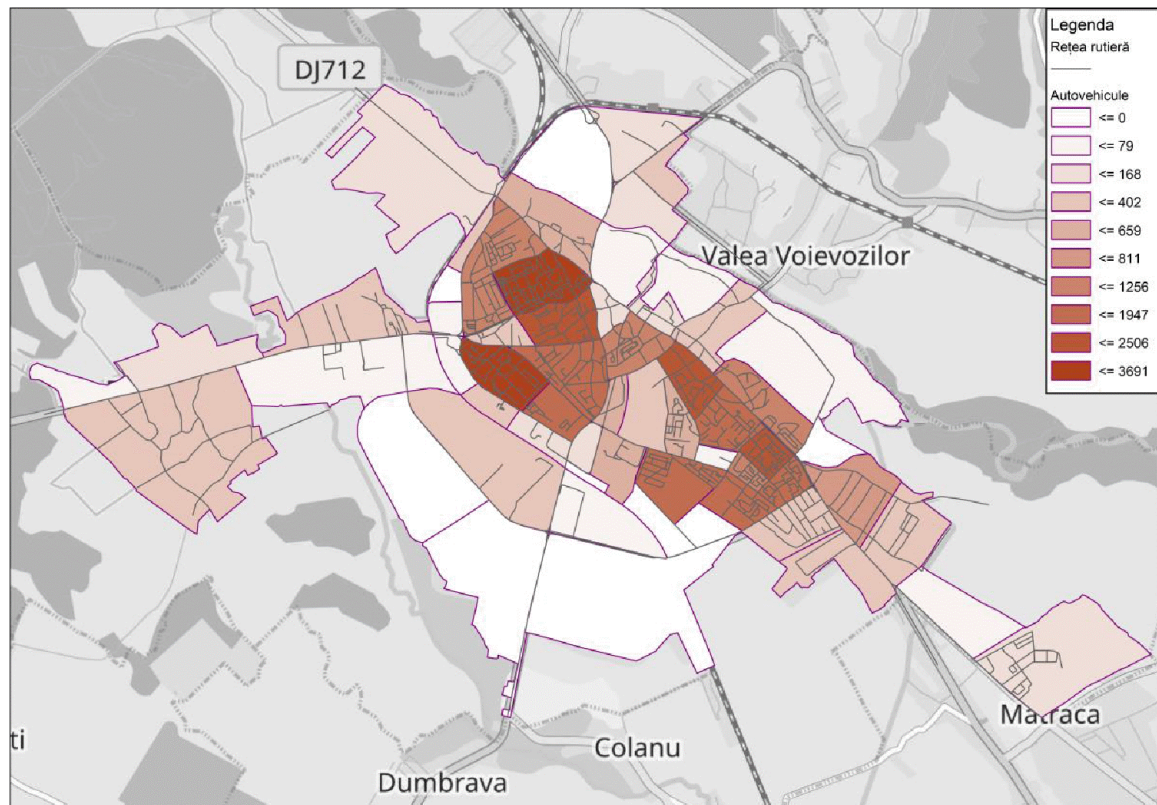 Legenda
Rețea rutieră
Autovehicule
<= 0
<= 79
<= 168
<= 402
<= 659
<= 811
<= 1256
<= 1947
<= 2506
<= 3691
DJ712
Valea Voievozilor
Matraca
ti
Colanu
Dumbrava